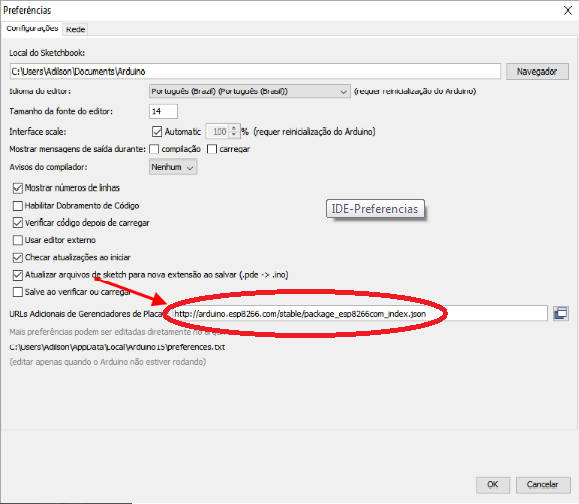 Preferências
Configurações Rede
Local do Sketchbook:
C:\Users\Adilson\Documents\Arduino Navegador
Idioma do editor: Português (Brazil) (Português (Brasil)) (requer reinicialização do Arduino)
Tamanho da fonte do editor: 14
Interface scale: Automatic 100 % (requer reinicialização do Arduino)
Mostrar mensagens de saída durante: compilação carregar
Avisos do compilador: Nenhum
Mostrar números de linhas
Habilitar Dobramento de Código
IDE-Preferencias
Verificar código depois de carregar
Usar editor externo
Checar atualizações ao iniciar
Atualizar arquivos de sketch para nova extensão ao salvar (.pde -> .ino)
Salve ao verificar ou carregar
URLs Adicionais de Gerenciadores de Placa http://arduino.esp8266.com/stable/package_esp8266com_index.json
Mais preferências podem ser editadas diretamente no
C:\Users\Adilson\AppData\Local\Arduino15\preferences.txt
(editar apenas quando o Arduino não estiver rodando)
OK Cancelar